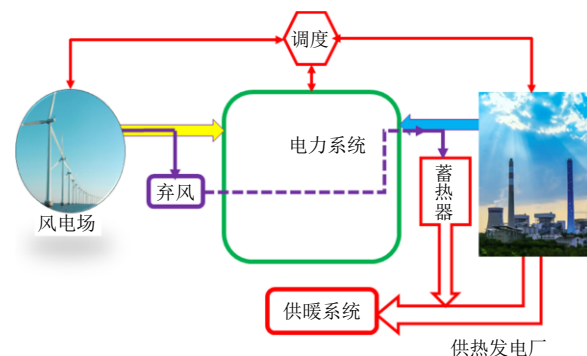 调度
电力系统
弃风
风电场
蓄热器
供暖系统
供热发电厂